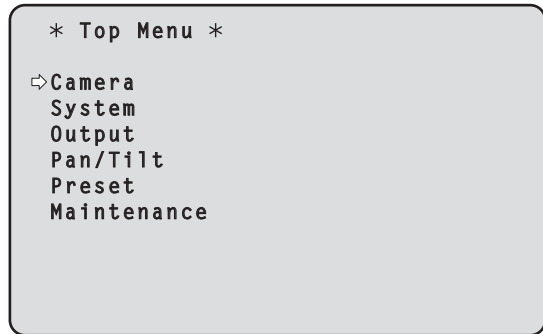 * Top Menu *
⇨Camera
System
Output
Pan/Tilt
Preset
Maintenance